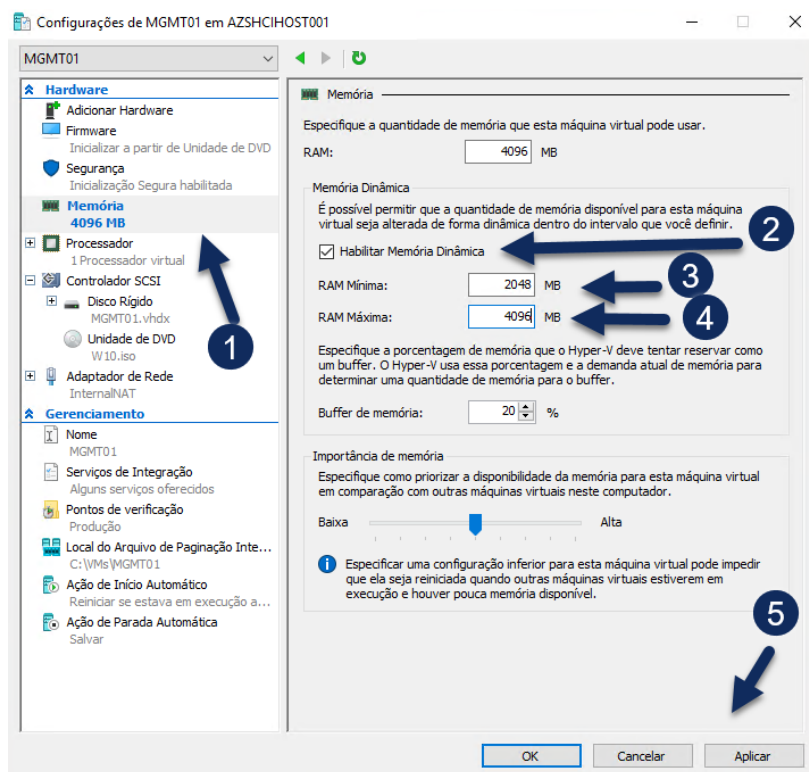 Configurações de MGMT01 em AZSHCIHOST001
MGMT01
Hardware
Adicionar Hardware
Firmware
Inicializar a partir de Unidade de DVD
Segurança
Inicialização Segura habilitada
Memória
4096 MB
Processador
1 Processador virtual
Controlador SCSI
Disco Rígido
MGMT01.vhdx
Unidade de DVD
W10.iso
Adaptador de Rede
InternalNAT
Gerenciamento
Nome
MGMT01
Serviços de Integração
Alguns serviços oferecidos
Pontos de verificação
Produção
Local do Arquivo de Paginação Inte...
C:\VMs\MGMT01
Ação de Início Automático
Reiniciar se estava em execução a...
Ação de Parada Automática
Salvar
1
Memória
Especifique a quantidade de memória que esta máquina virtual pode usar.
RAM: 4096 MB
Memória Dinâmica
É possível permitir que a quantidade de memória disponível para esta máquina
virtual seja alterada de forma dinâmica dentro do intervalo que você definir.
2
Habilitar Memória Dinâmica
RAM Mínima: 2048 MB
3
RAM Máxima: 4096 MB
4
Especifique a porcentagem de memória que o Hyper-V deve tentar reservar como
um buffer. O Hyper-V usa essa porcentagem e a demanda atual de memória para
determinar uma quantidade de memória para o buffer.
Buffer de memória: 20 %
Importância de memória
Especifique como priorizar a disponibilidade da memória para esta máquina virtual
em comparação com outras máquinas virtuais neste computador.
Baixa Alta
Especificar uma configuração inferior para esta máquina virtual pode impedir
que ela seja reiniciada quando outras máquinas virtuais estiverem em
execução e houver pouca memória disponível.
5
OK Cancelar Aplicar